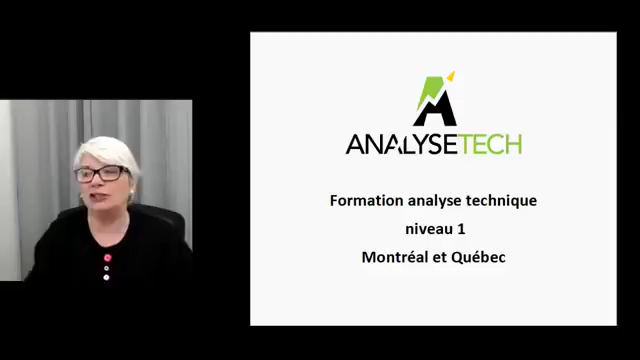 ANALYSETECH
Formation analyse technique
niveau 1
Montréal et Québec